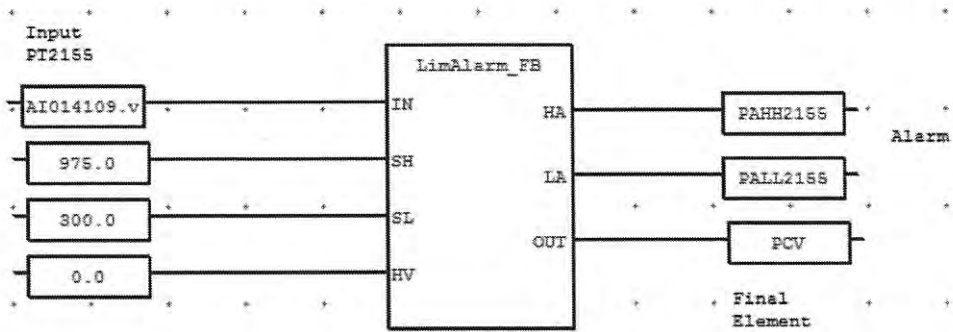 Input
PT2155
LimAlarm_FB
AI014109.v
IN
HA
PAHH2155
Alarm
975.0
SH
LA
PALL2155
300.0
SL
OUT
PCV
0.0
HV
Final
Element